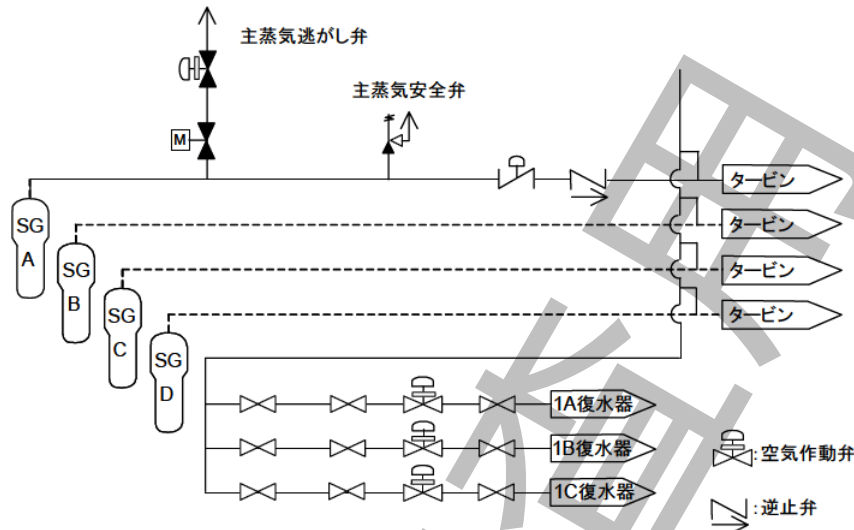 主蒸気逃がし弁
主蒸気安全弁
M
SG
A
SG
B
SG
C
SG
D
タービン
タービン
タービン
タービン
1A復水器
1B復水器
1C復水器
:空気作動弁
:逆止弁